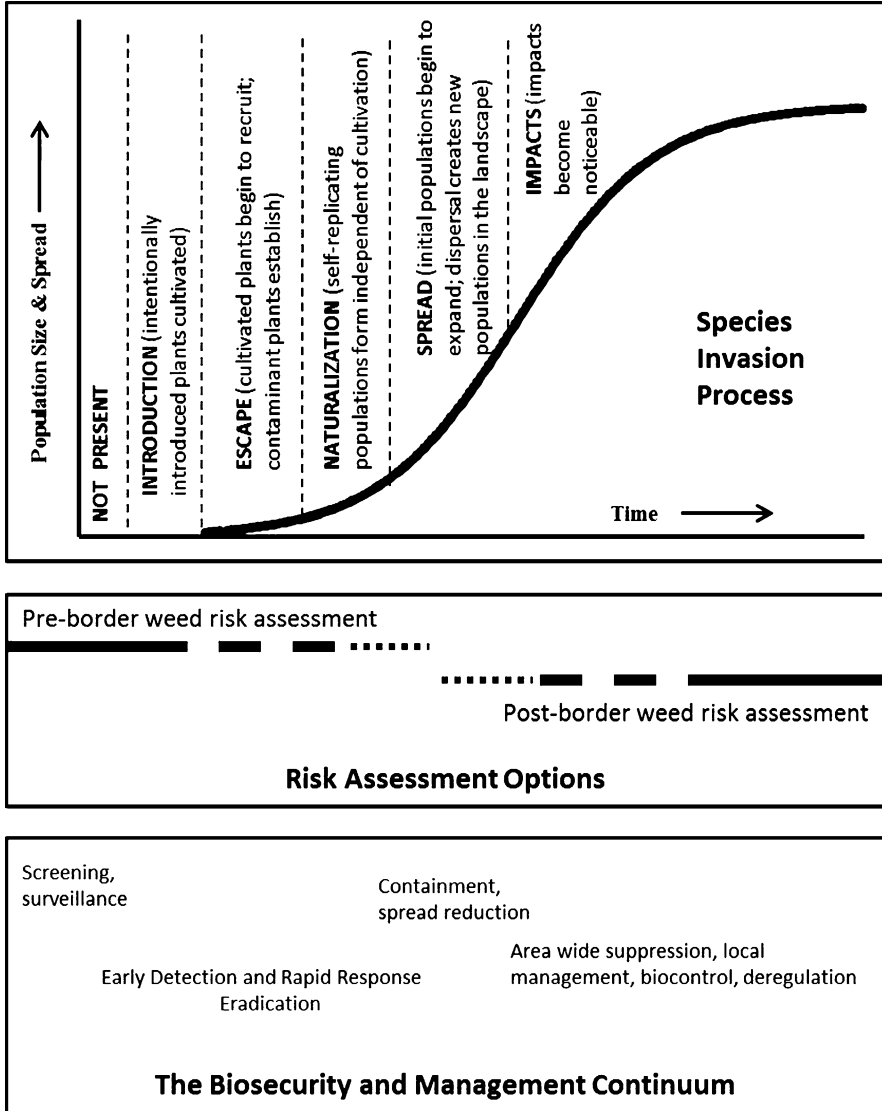 Population Size & Spread
NOT PRESENT
INTRODUCTION (intentionally
introduced plants cultivated)
ESCAPE (cultivated plants begin to recruit;
contaminant plants establish)
NATURALIZATION (self-replicating
populations form independent of cultivation)
SPREAD (initial populations begin to
expand; dispersal creates new
populations in the landscape)
IMPACTS (impacts
become
noticeable)
Species
Invasion
Process
Time
Pre-border weed risk assessment
Post-border weed risk assessment
Risk Assessment Options
Screening,
surveillance
Containment,
spread reduction
Early Detection and Rapid Response
Eradication
Area wide suppression, local
management, biocontrol, deregulation
The Biosecurity and Management Continuum